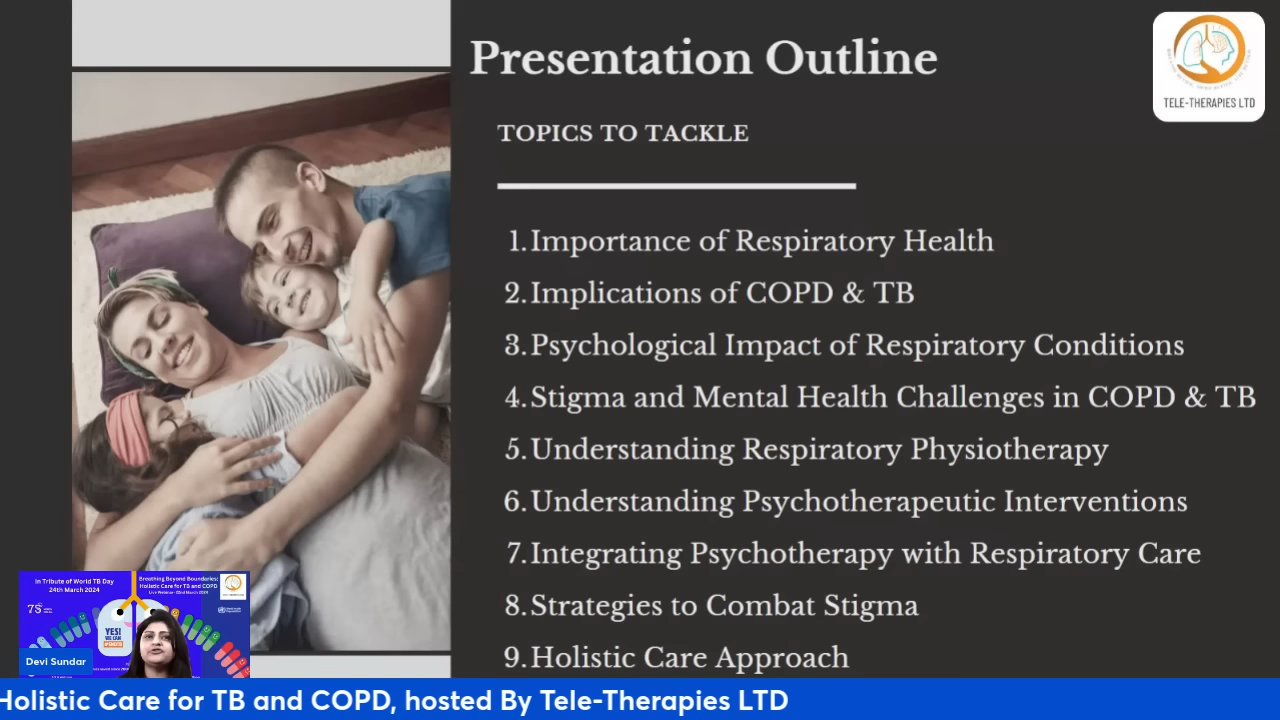 Presentation Outline
TELE-THERAPIES LTD
TOPICS TO TACKLE
1. Importance of Respiratory Health
2. Implications of COPD & TB
3. Psychological Impact of Respiratory Conditions
4. Stigma and Mental Health Challenges in COPD & TB
5. Understanding Respiratory Physiotherapy
6. Understanding Psychotherapeutic Interventions
7. Integrating Psychotherapy with Respiratory Care
8. Strategies to Combat Stigma
9. Holistic Care Approach
In Tribute of World TB Day
24th March 2024
Breathing Beyond Boundaries:
Holistic Care for TB and COPD
75
YES!
WE CAN
Devi Sundar
Holistic Care for TB and COPD, hosted By Tele-Therapies LTD